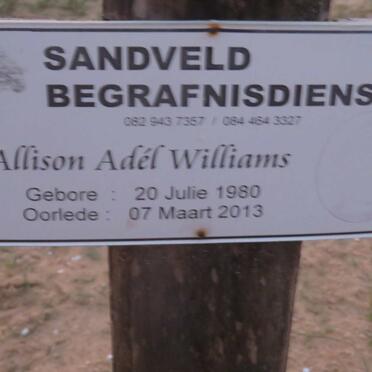 SANDVELD
BEGRAFNISDIENS
082 943 7357 / 084 464 3327
Allison Adél Williams
Gebore : 20 Julie 1980
Oorlede : 07 Maart 2013